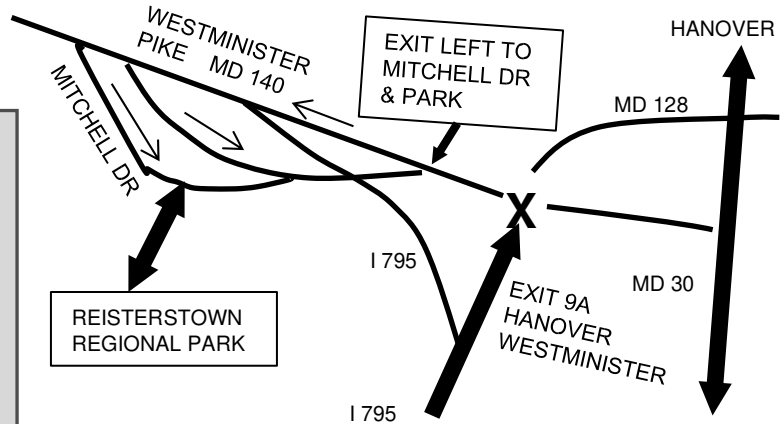 HANOVER
WESTMINISTER
PIKE MD 140
EXIT LEFT TO
MITCHELL DR
& PARK
MD 128
MITCHELL DR
X
I 795
MD 30
EXIT 9A
HANOVER
WESTMINISTER
REISTERSTOWN
REGIONAL PARK
I 795